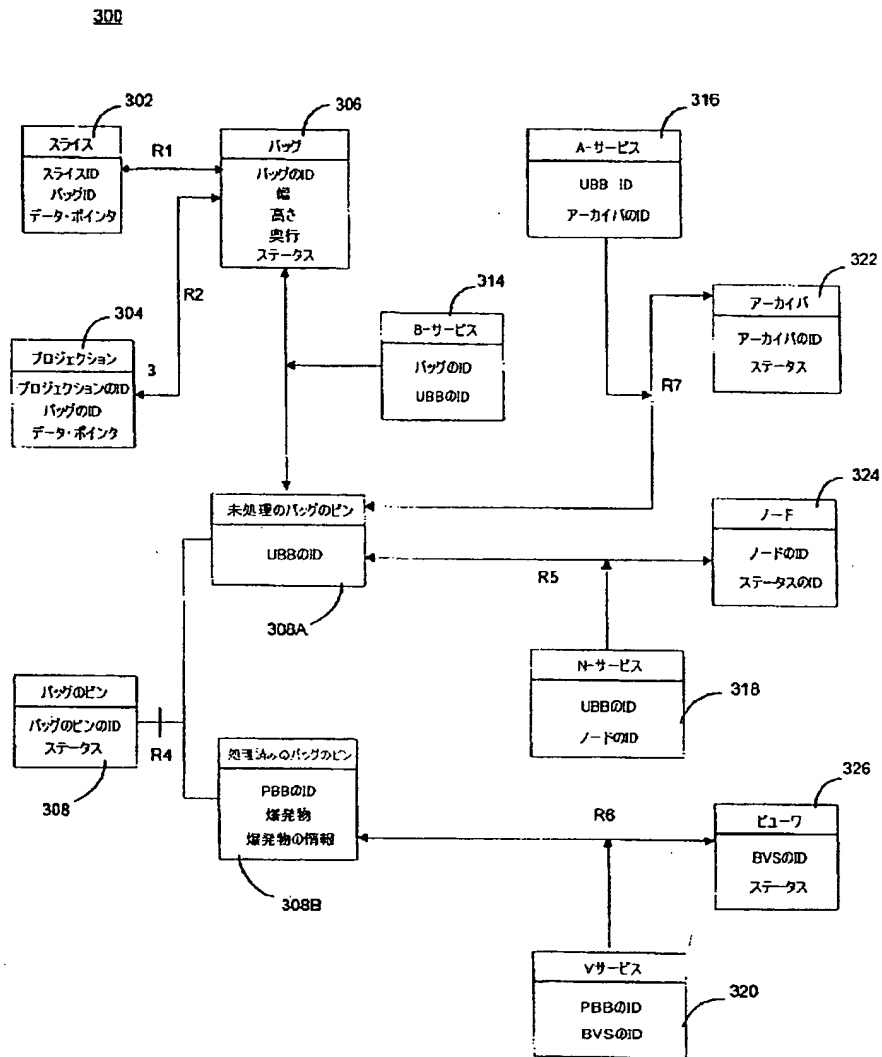 300
302
スライス
スライスID
バッグID
データ・ポインタ
R1
306
バッグ
バッグのID
幅
高さ
奥行
ステータス
316
A-サービス
UBB ID
アーカイバのID
R2
304
プロジェクション
プロジェクションのID
バッグのID
データ・ポインタ
3
314
B-サービス
バッグのID
UBBのID
322
アーカイバ
アーカイバのID
ステータス
R7
未処理のバッグのピン
UBBのID
308A
324
ノード
ノードのID
ステータスのID
R5
N-サービス
UBBのID
ノードのID
318
バッグのピン
バッグのピンのID
ステータス
308
R4
処理済みのバッグのピン
PBBのID
爆発物
爆発物の情報
308B
R6
326
ビューワ
BVSのID
ステータス
Vサービス
PBBのID
BVSのID
320